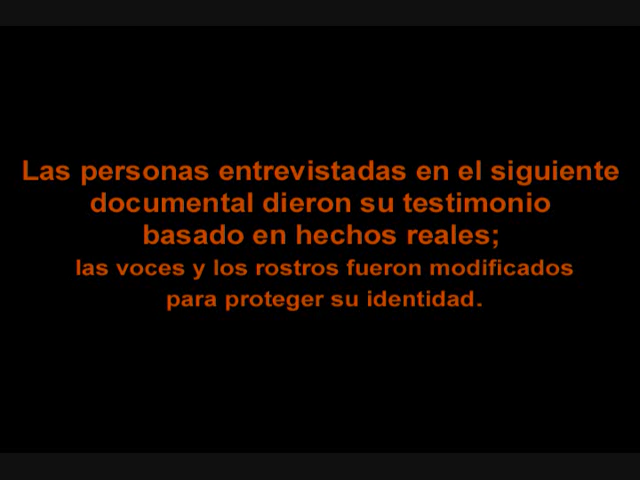 Las personas entrevistadas en el siguiente
documental dieron su testimonio
basado en hechos reales;
las voces y los rostros fueron modificados
para proteger su identidad.